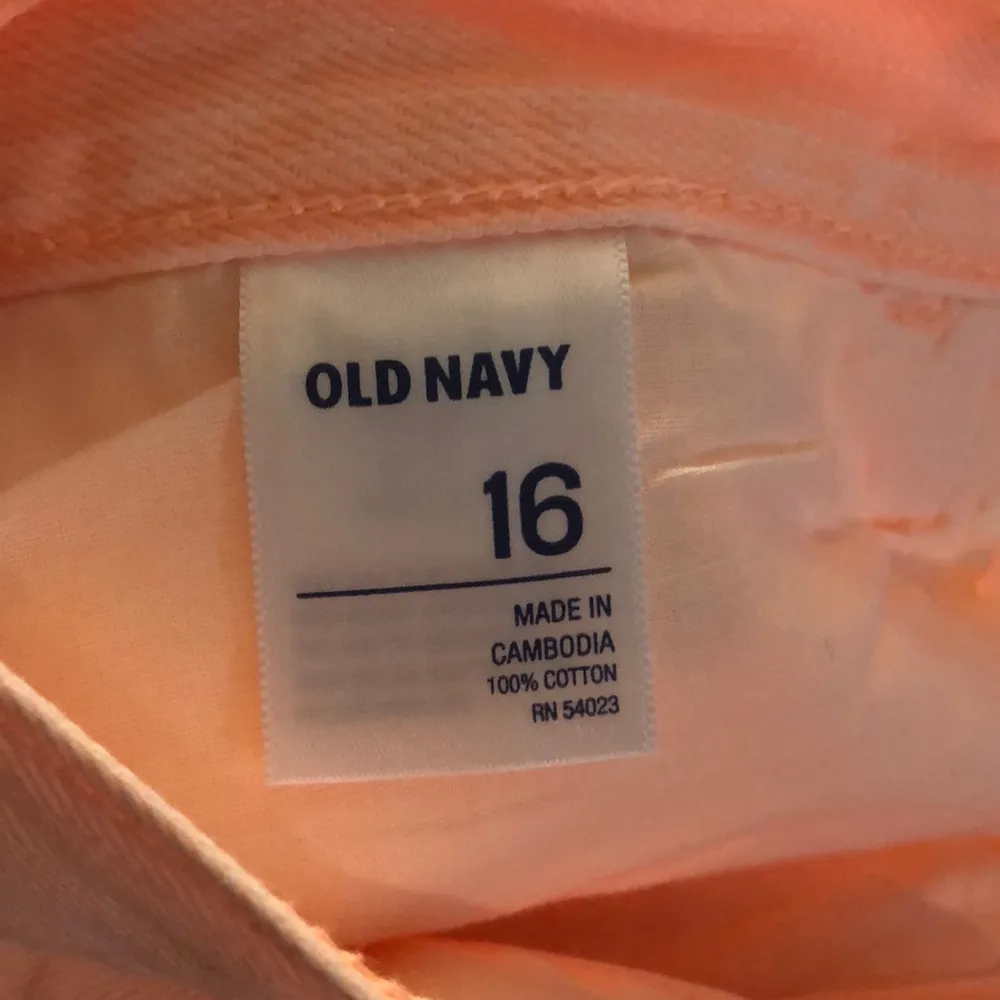 OLD NAVY
16
MADE IN
CAMBODIA
100% COTTON
RN 54023